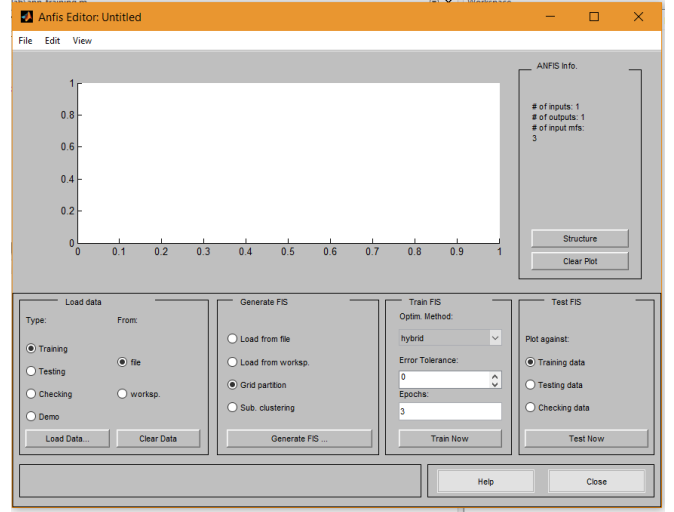 Anfis Editor: Untitled
File Edit View
ANFIS Info.
# of inputs: 1
# of outputs: 1
# of input mfs:
3
1
0.8
0.6
0.4
0.2
0
0 0.1 0.2 0.3 0.4 0.5 0.6 0.7 0.8 0.9 1
Structure
Clear Plot
Load data
Type: From:
Training
file
Testing
Checking
worksp.
Demo
Load Data... Clear Data
Generate FIS
Load from file
Load from worksp.
Grid partition
Sub. clustering
Generate FIS ...
Train FIS
Optim. Method:
hybrid
Error Tolerance:
0
Epochs:
3
Train Now
Test FIS
Plot against:
Training data
Testing data
Checking data
Test Now
Help Close